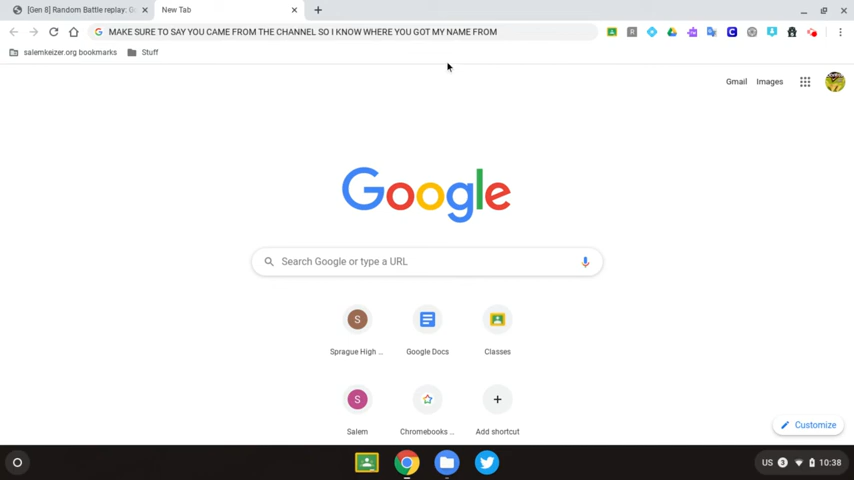 [Gen 8] Random Battle replay: G
New Tab
MAKE SURE TO SAY YOU CAME FROM THE CHANNEL SO I KNOW WHERE YOU GOT MY NAME FROM
salemkeizer.org bookmarks
Stuff
Gmail
Images
Google
Search Google or type a URL
S
Sprague High ...
Google Docs
Classes
S
Salem
Chromebooks ...
Add shortcut
Customize
US
3
10:38